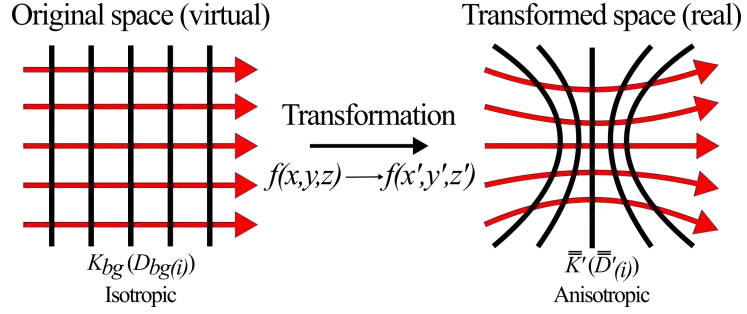 Original space (virtual)
Transformed space (real)
Transformation
f(x,y,z) → f(x′,y′,z′)
K_bg (D_bg(i))
Isotropic
K̿′(D̿′(i))
Anisotropic